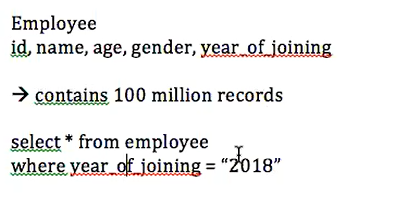 Employee
id, name, age, gender, year_of_joining
→ contains 100 million records
select * from employee
where year_of_joining = “2018”